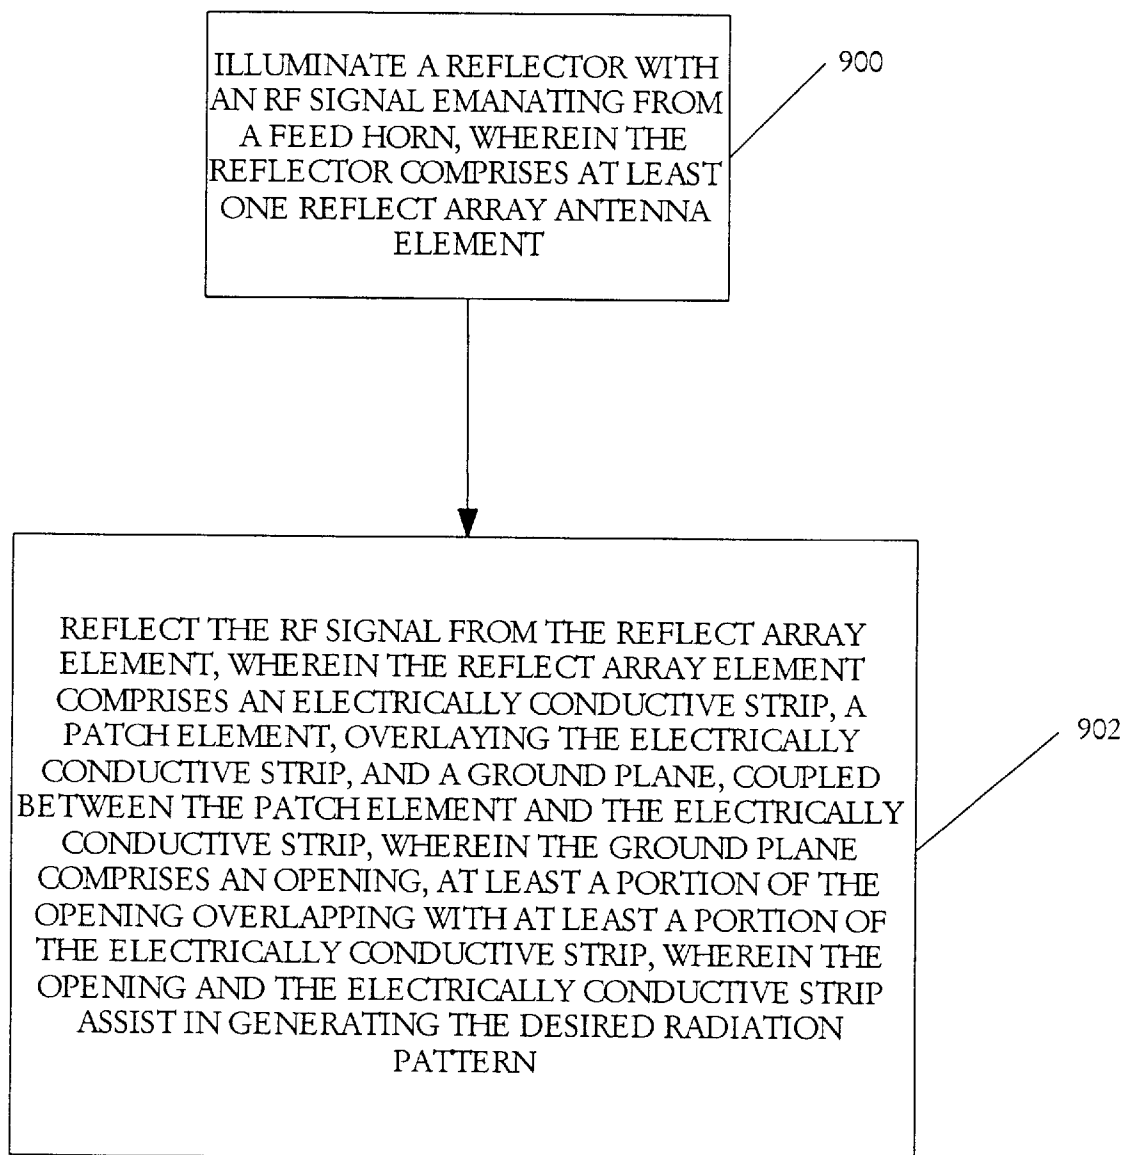 ILLUMINATE A REFLECTOR WITH
AN RF SIGNAL EMANATING FROM
A FEED HORN, WHEREIN THE
REFLECTOR COMPRISES AT LEAST
ONE REFLECT ARRAY ANTENNA
ELEMENT
900
REFLECT THE RF SIGNAL FROM THE REFLECT ARRAY
ELEMENT, WHEREIN THE REFLECT ARRAY ELEMENT
COMPRISES AN ELECTRICALLY CONDUCTIVE STRIP, A
PATCH ELEMENT, OVERLAYING THE ELECTRICALLY
CONDUCTIVE STRIP, AND A GROUND PLANE, COUPLED
BETWEEN THE PATCH ELEMENT AND THE ELECTRICALLY
CONDUCTIVE STRIP, WHEREIN THE GROUND PLANE
COMPRISES AN OPENING, AT LEAST A PORTION OF THE
OPENING OVERLAPPING WITH AT LEAST A PORTION OF
THE ELECTRICALLY CONDUCTIVE STRIP, WHEREIN THE
OPENING AND THE ELECTRICALLY CONDUCTIVE STRIP
ASSIST IN GENERATING THE DESIRED RADIATION
PATTERN
902